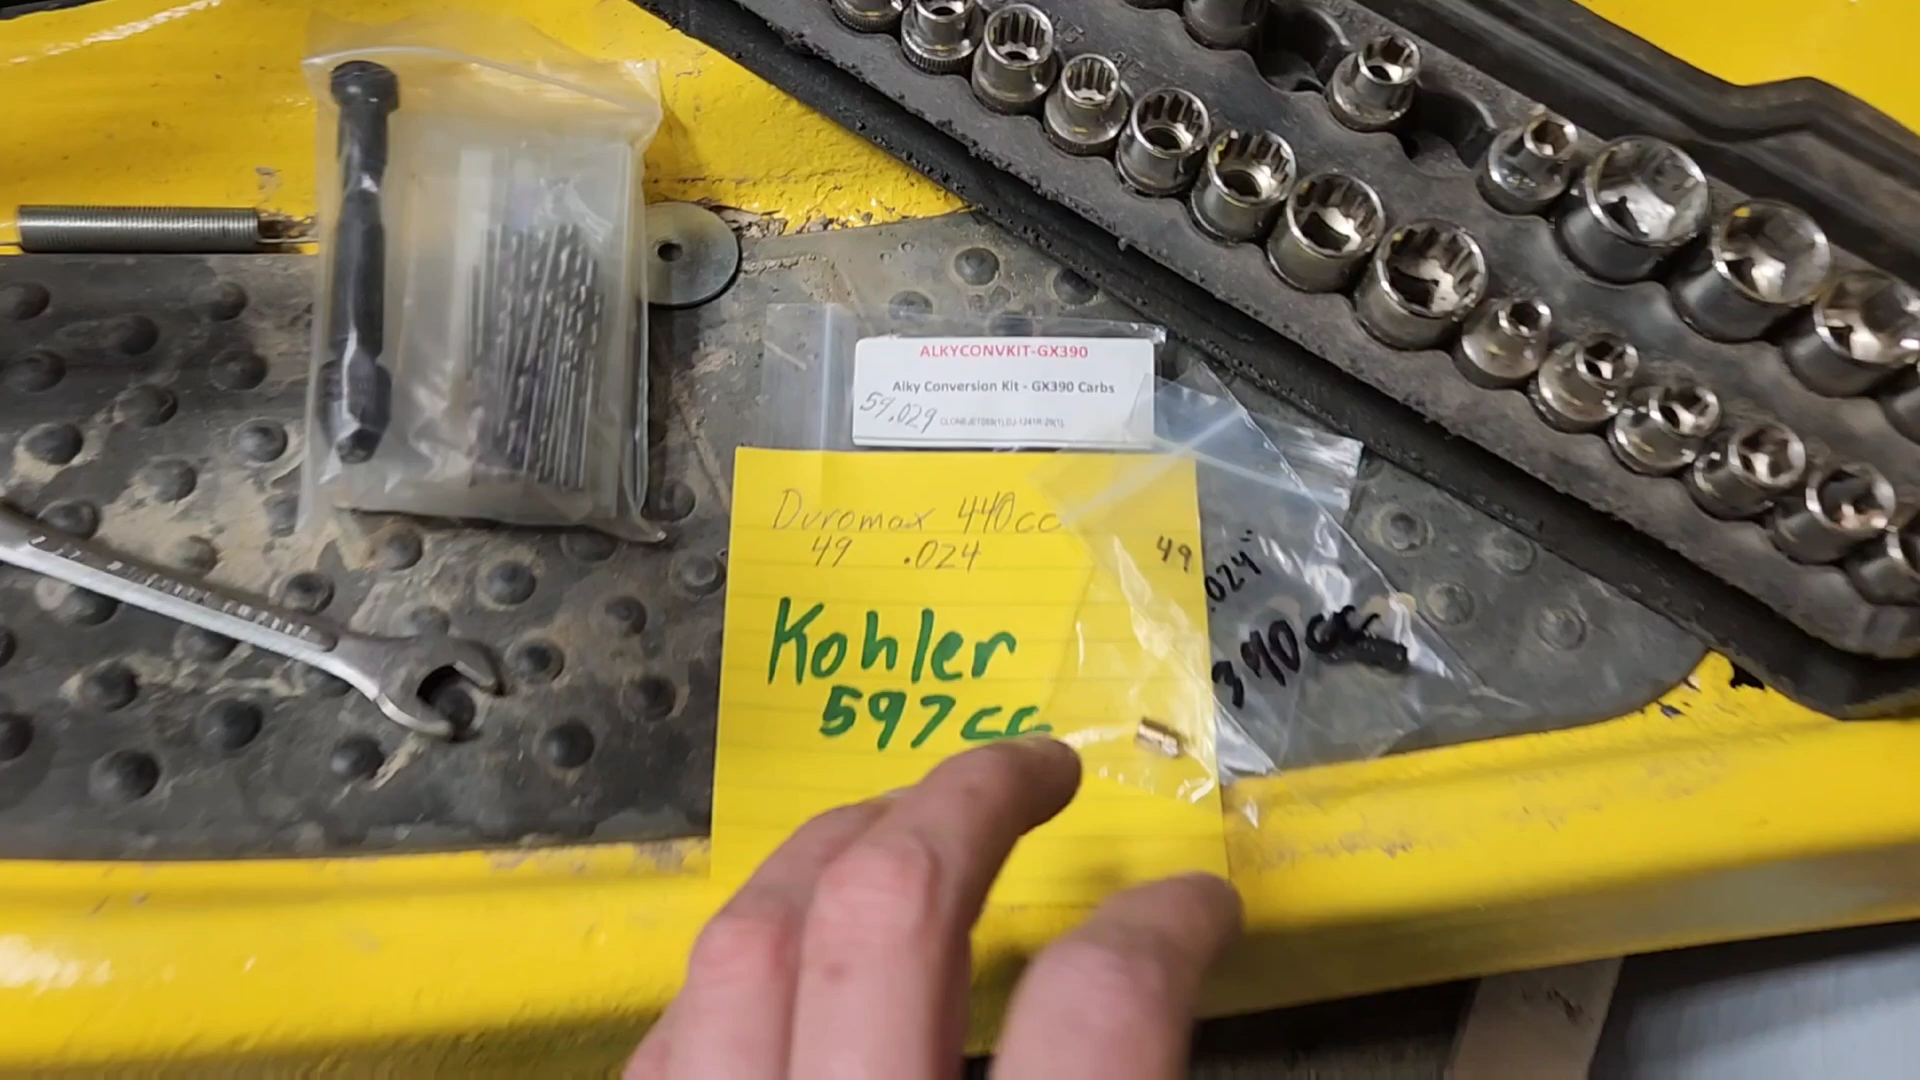 ALKYCONVKIT-GX390
Alky Conversion Kit - GX390 Carbs
59 .029
Duromax 440cc
49 .024
Kohler
597cc
49
.024"
390cc